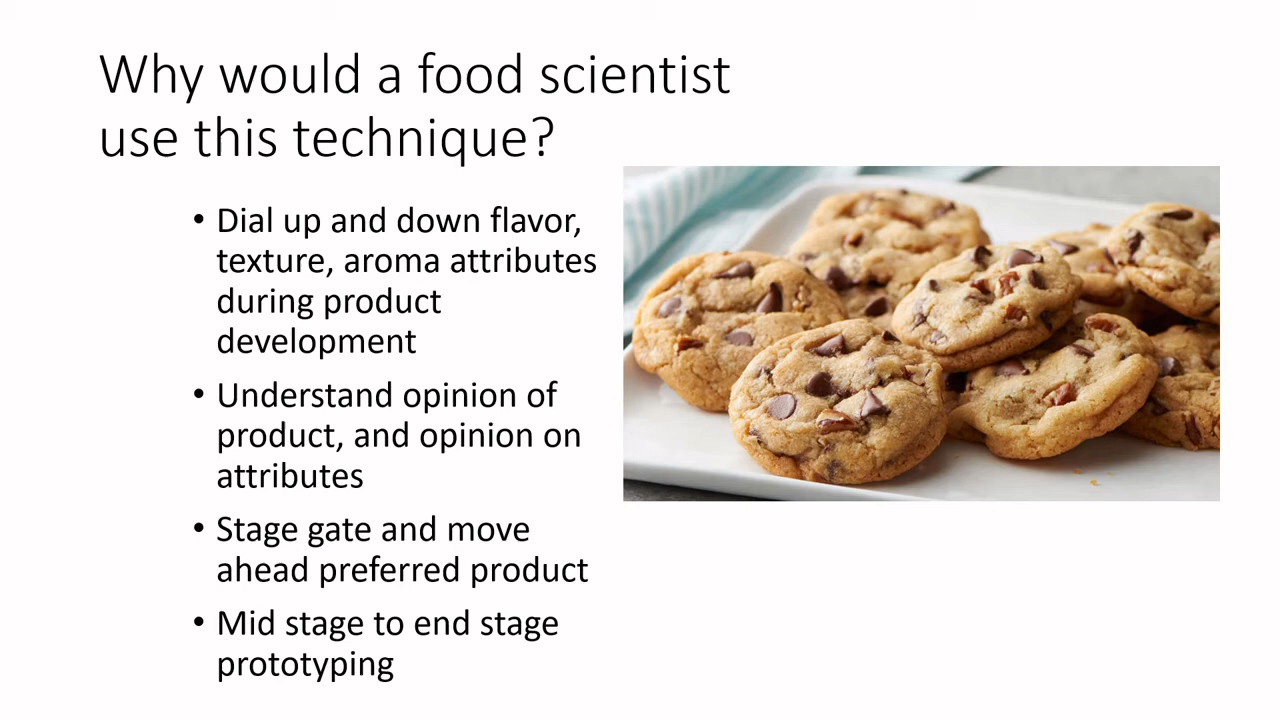 Why would a food scientist
use this technique?
• Dial up and down flavor,
texture, aroma attributes
during product
development
• Understand opinion of
product, and opinion on
attributes
• Stage gate and move
ahead preferred product
• Mid stage to end stage
prototyping